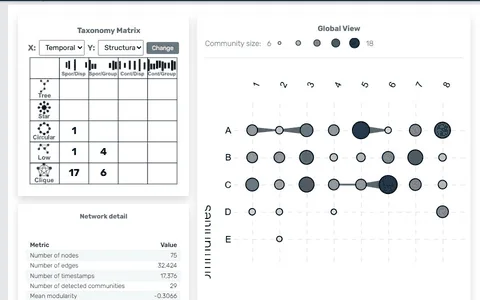 Taxonomy Matrix
X: Temporal Y: Structura Change
Spor/Disp Spor/Group Cont/Disp Cont/Group
Tree
Star
Circular 1
Low 1 4
Clique 17 6
Network detail
Metric Value
Number of nodes 75
Number of edges 32.424
Number of timestamps 17.376
Number of detected communities 29
Mean modularity -0.3066
Global View
Community size: 6 18
1 2 3 4 5 6 7 8
A
B
C
D
E